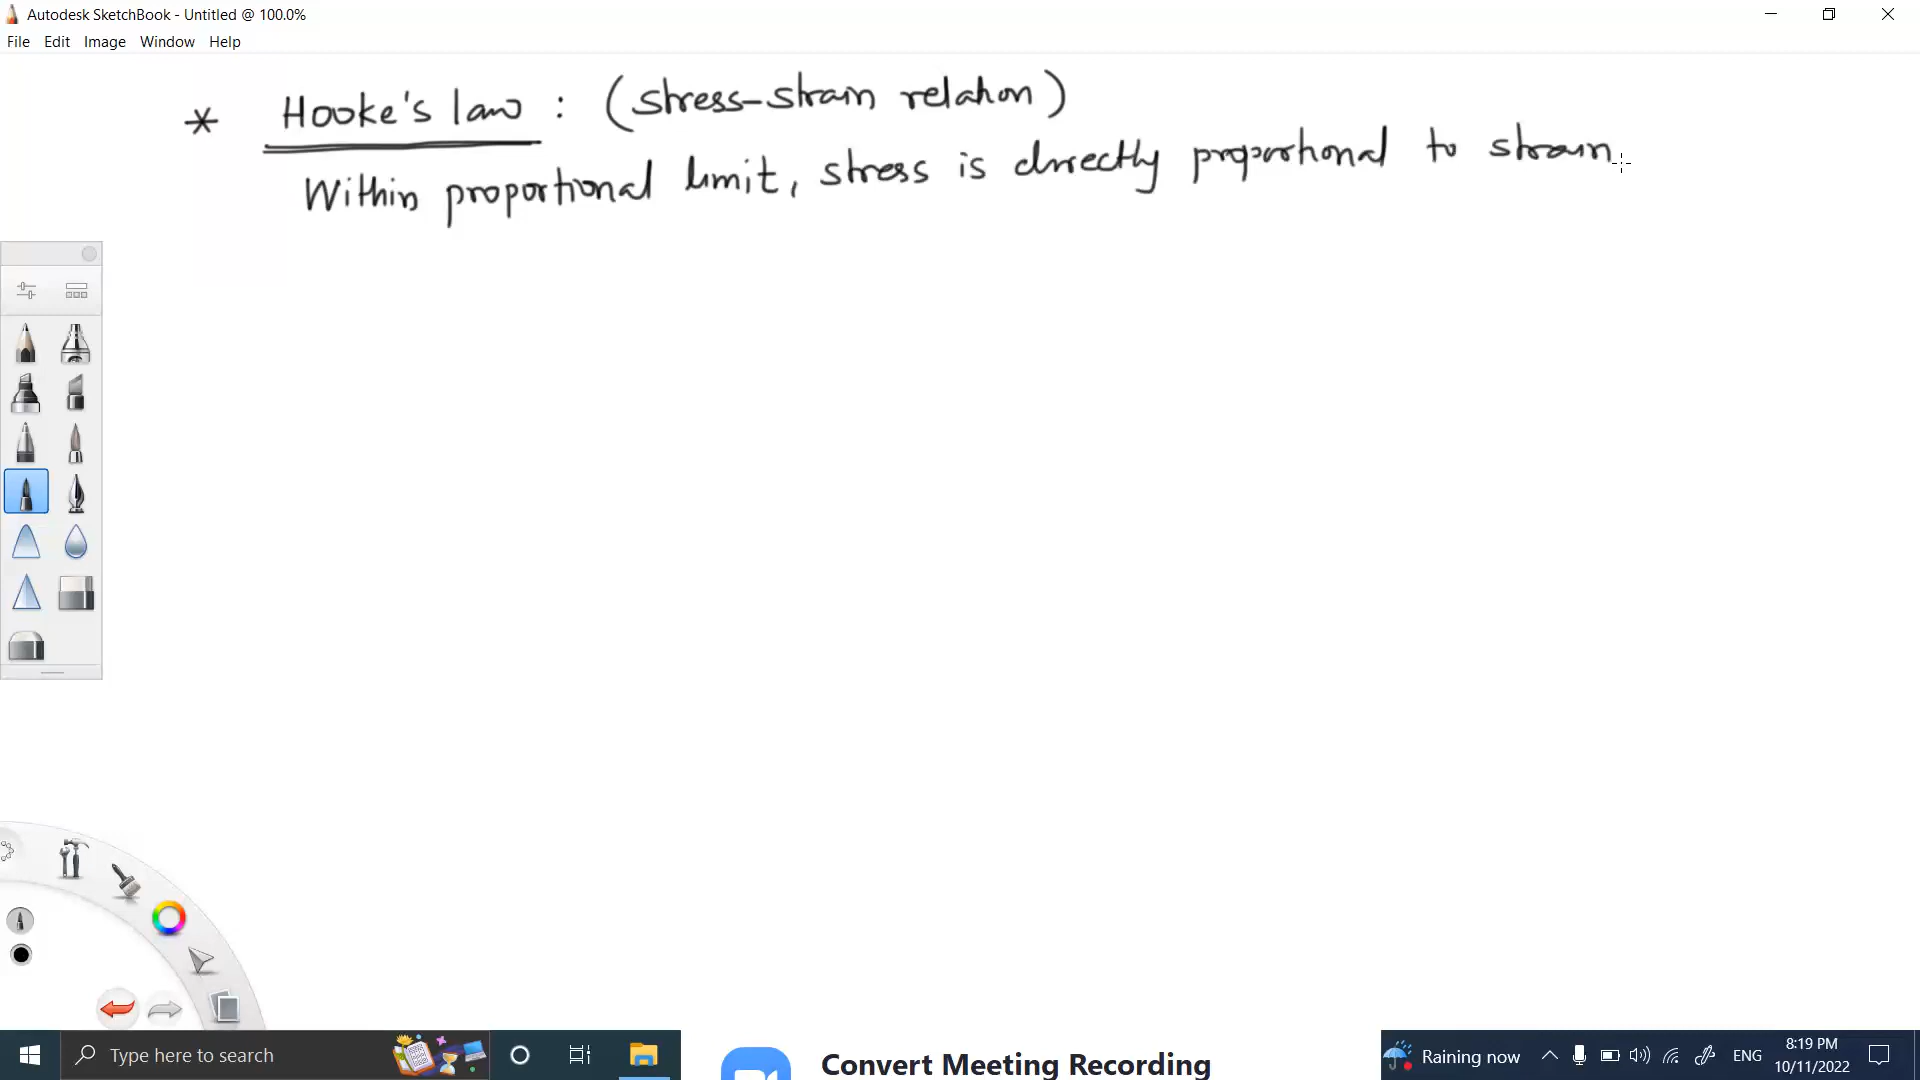 Autodesk SketchBook - Untitled @ 100.0%
File Edit Image Window Help
* Hooke's law : (stress-strain relation)
Within proportional limit, stress is directly proportional to strain
Type here to search
Convert Meeting Recording
Raining now
ENG
8:19 PM
10/11/2022